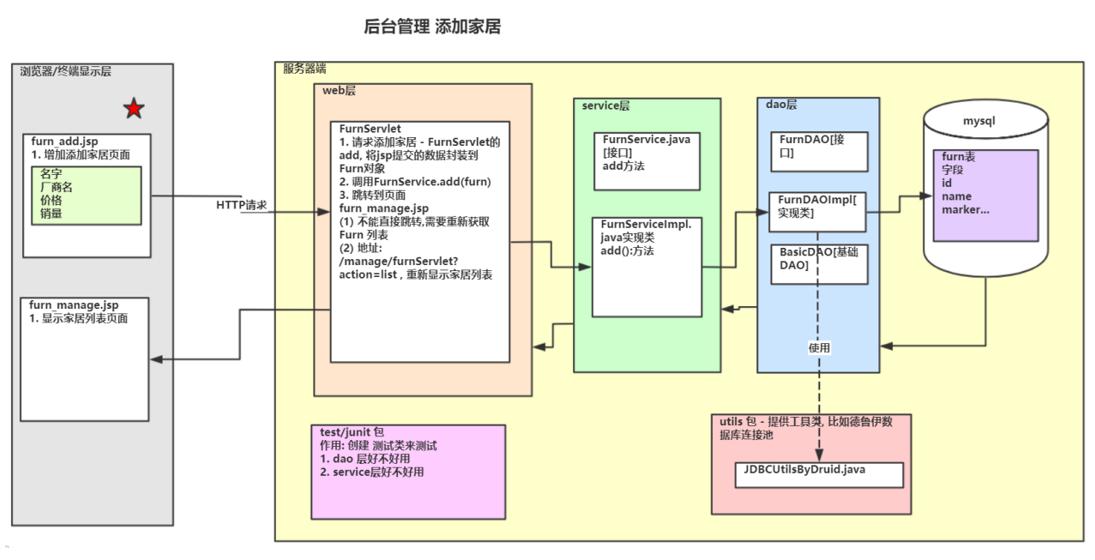 后台管理 添加家居
浏览器/终端显示层
furn_add.jsp
1. 增加添加家居页面
名字
厂商名
价格
销量
furn_manage.jsp
1. 显示家居列表页面
HTTP请求
服务器端
web层
FurnServlet
1. 请求添加家居 - FurnServlet的
add, 将jsp提交的数据封装到
Furn对象
2. 调用FurnService.add(furn)
3. 跳转到页面
furn_manage.jsp
(1) 不能直接跳转,需要重新获取
Furn 列表
(2) 地址:
/manage/furnServlet?
action=list , 重新显示家居列表
service层
FurnService.java
[接口]
add方法
FurnServiceImpl.
java实现类
add():方法
dao层
FurnDAO[接
口]
FurnDAOImpl[
实现类]
BasicDAO[基础
DAO]
使用
mysql
furn表
字段
id
name
marker...
test/junit 包
作用: 创建 测试类来测试
1. dao 层好不好用
2. service层好不好用
utils 包 - 提供工具类, 比如德鲁伊数
据库连接池
JDBCUtilsByDruid.java